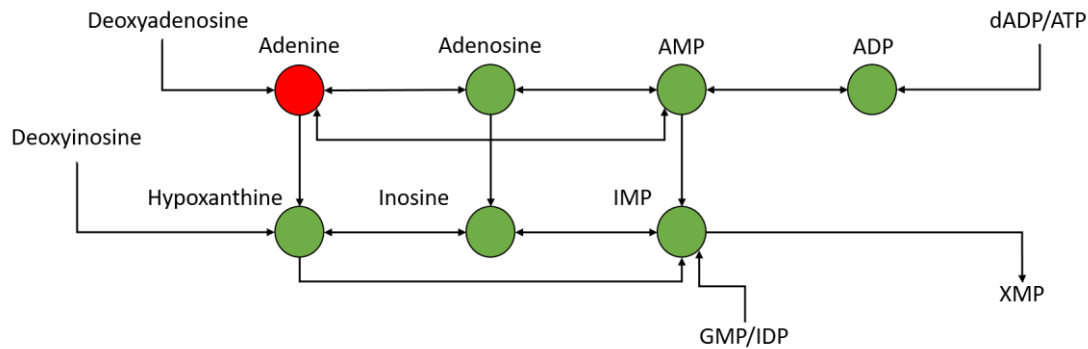 Deoxyadenosine
dADP/ATP
Adenine
Adenosine
AMP
ADP
Deoxyinosine
Hypoxanthine
Inosine
IMP
XMP
GMP/IDP